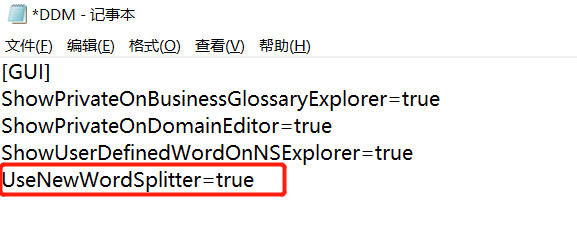 *DDM - 记事本
文件(F) 编辑(E) 格式(O) 查看(V) 帮助(H)
[GUI]
ShowPrivateOnBusinessGlossaryExplorer=true
ShowPrivateOnDomainEditor=true
ShowUserDefinedWordOnNSExplorer=true
UseNewWordSplitter=true